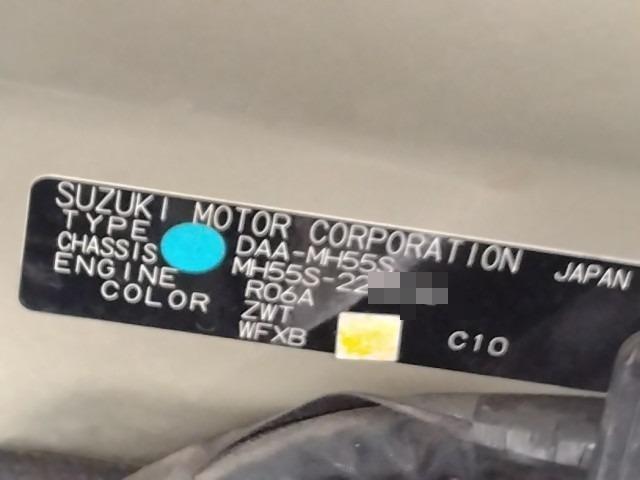 SUZUKI MOTOR CORPORATION JAPAN
TYPE DAA-MH55S
CHASSIS MH55S-22
ENGINE R06A
COLOR ZWT
WFXB C10